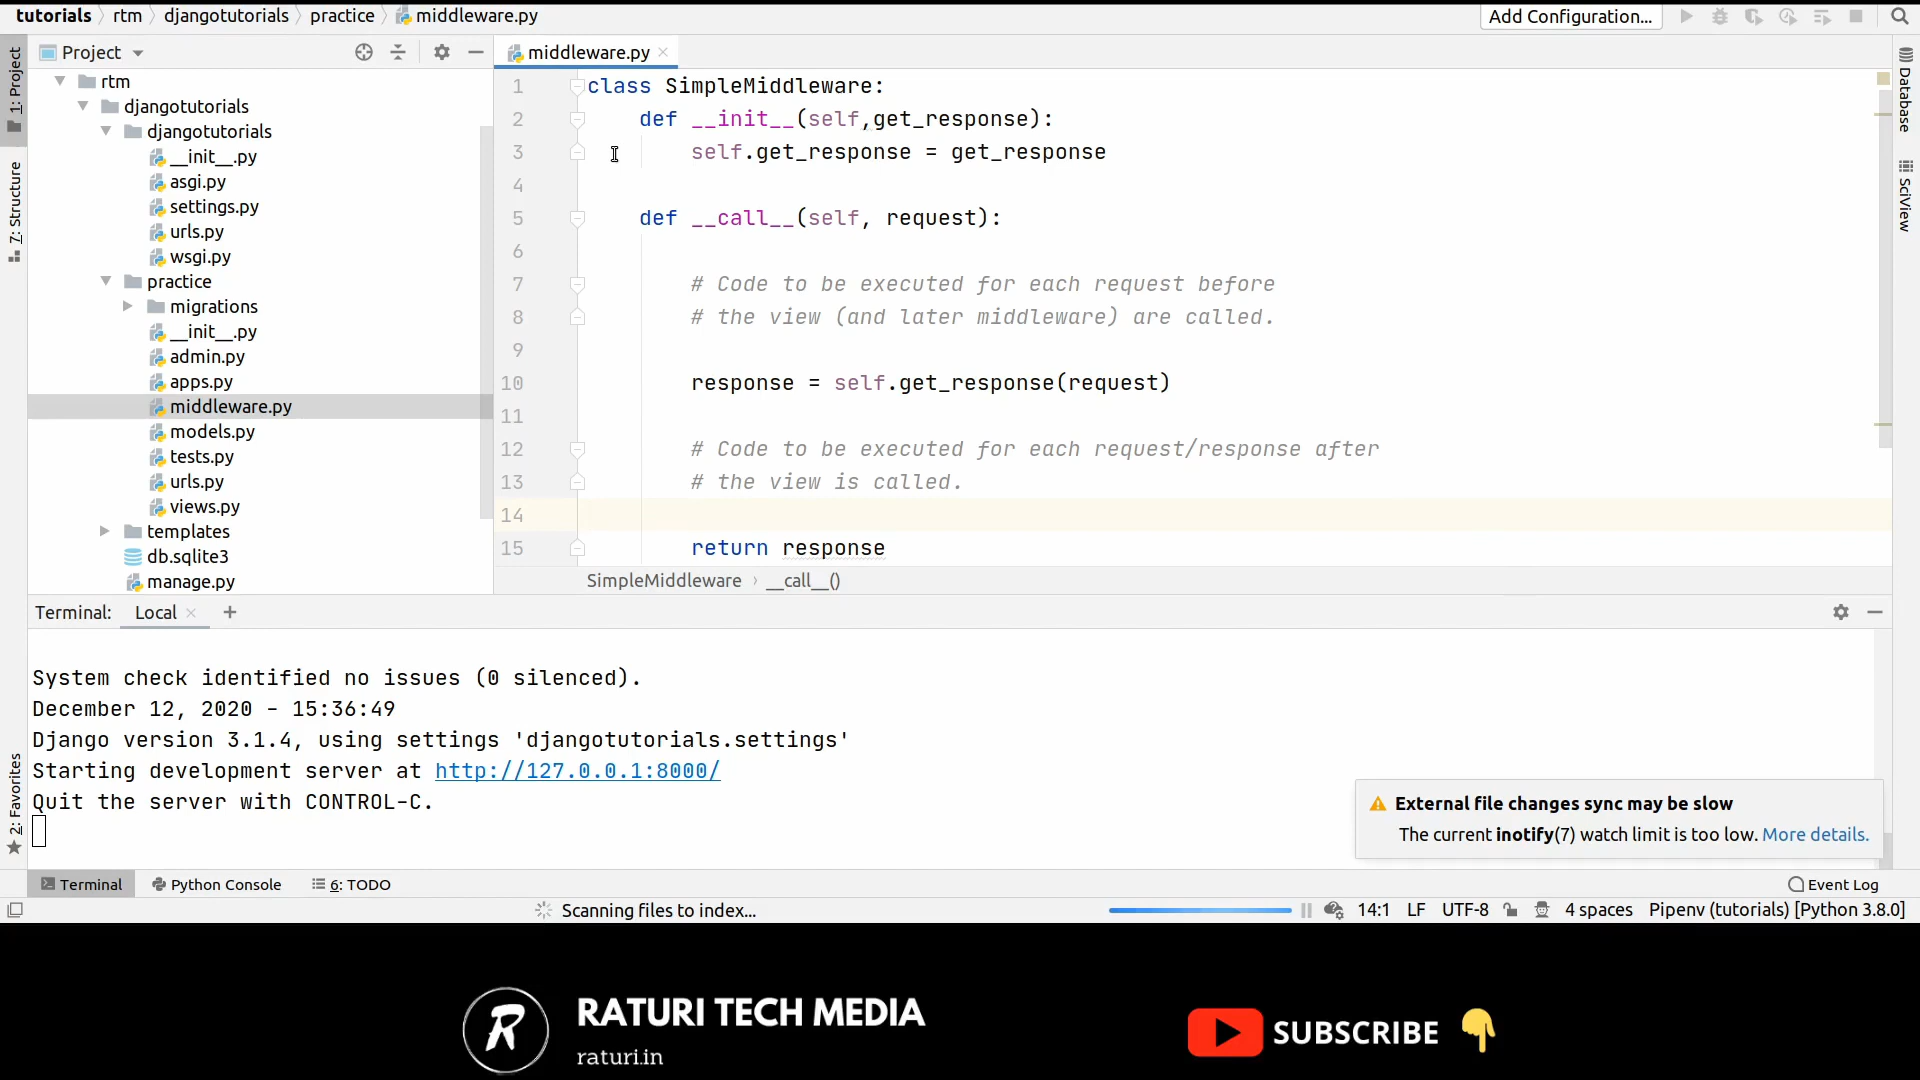 tutorials rtm djangotutorials practice middleware.py
Add Configuration...
1: Project
7: Structure
2: Favorites
Project
rtm
djangotutorials
djangotutorials
__init__.py
asgi.py
settings.py
urls.py
wsgi.py
practice
migrations
__init__.py
admin.py
apps.py
middleware.py
models.py
tests.py
urls.py
views.py
templates
db.sqlite3
manage.py
middleware.py
1 class SimpleMiddleware:
2 def __init__(self,get_response):
3 self.get_response = get_response
4
5 def __call__(self, request):
6
7 # Code to be executed for each request before
8 # the view (and later middleware) are called.
9
10 response = self.get_response(request)
11
12 # Code to be executed for each request/response after
13 # the view is called.
14
15 return response
SimpleMiddleware › __call__()
Database
SciView
Terminal: Local +
System check identified no issues (0 silenced).
December 12, 2020 - 15:36:49
Django version 3.1.4, using settings 'djangotutorials.settings'
Starting development server at http://127.0.0.1:8000/
Quit the server with CONTROL-C.
External file changes sync may be slow
The current inotify(7) watch limit is too low. More details.
Terminal Python Console 6: TODO Event Log
Scanning files to index... 14:1 LF UTF-8 4 spaces Pipenv (tutorials) [Python 3.8.0]
R
RATURI TECH MEDIA
raturi.in
SUBSCRIBE